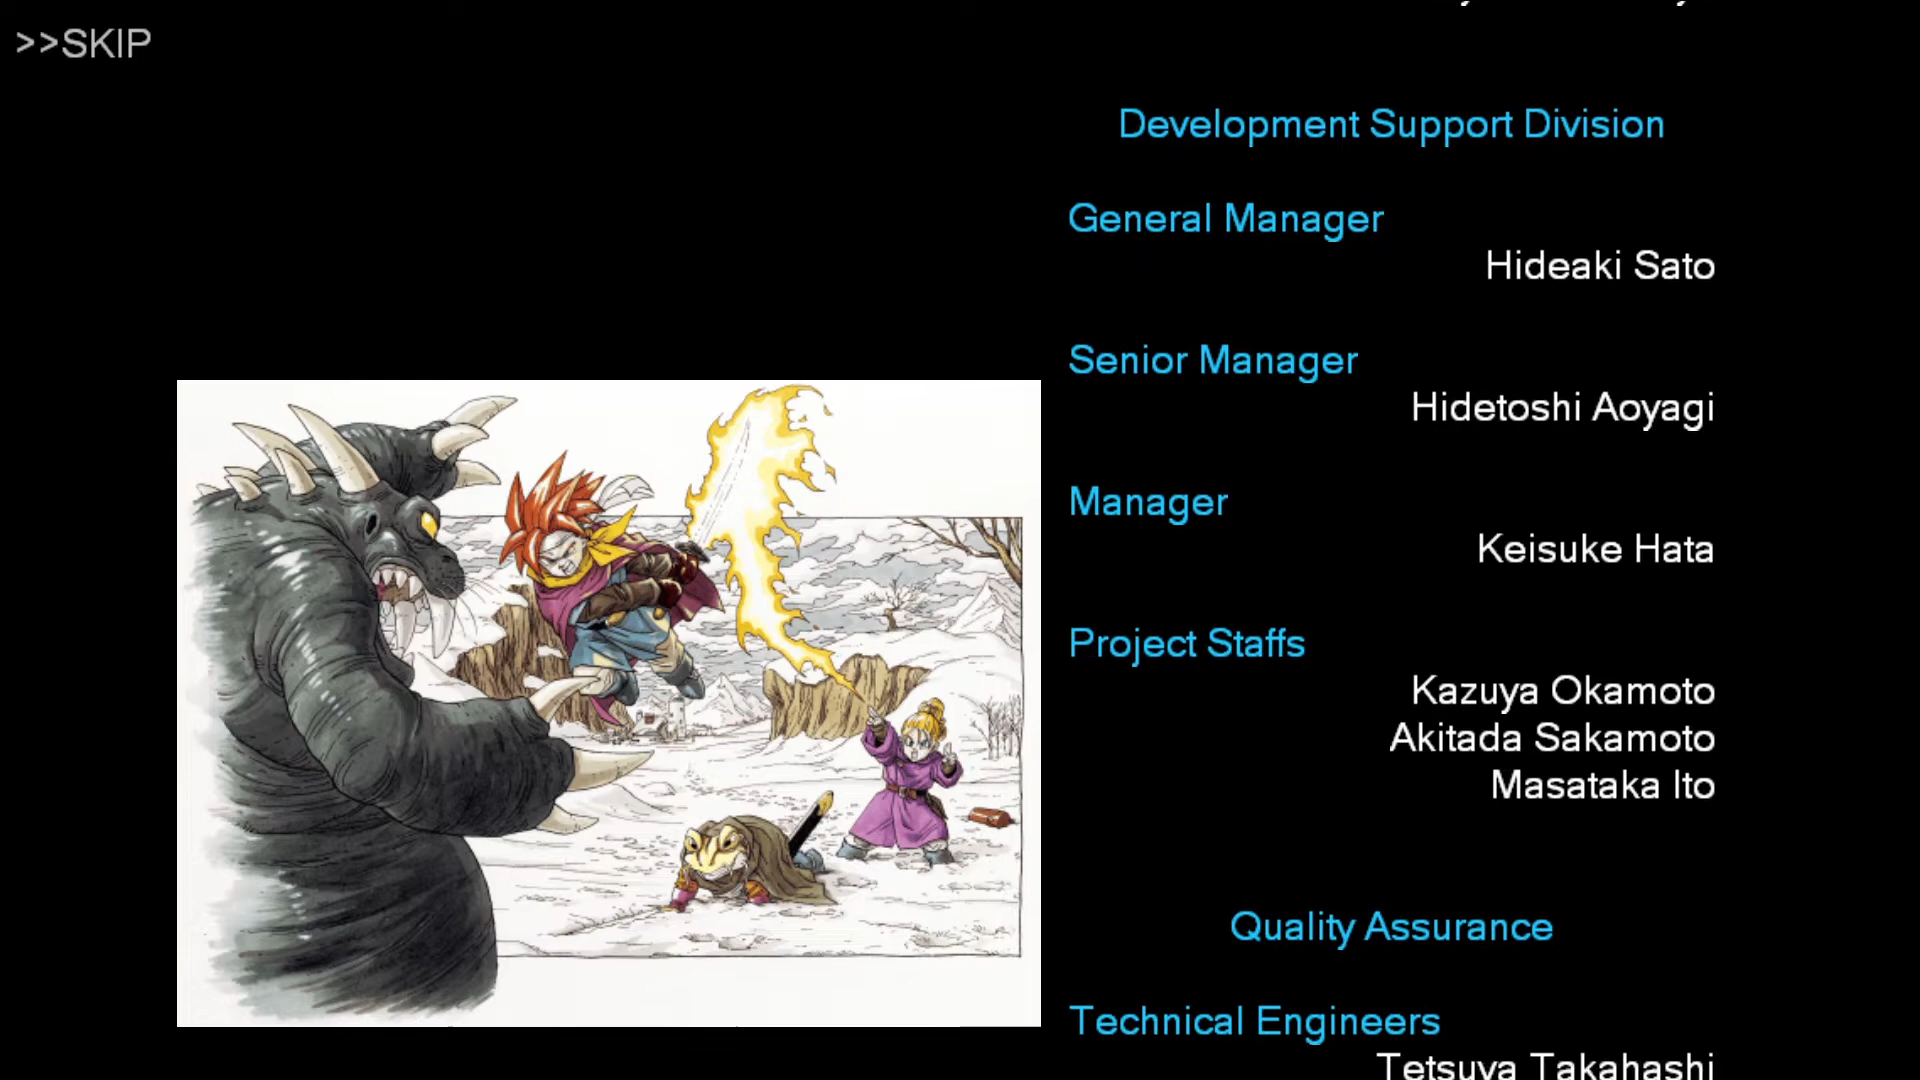 >>SKIP
Development Support Division
General Manager
Hideaki Sato
Senior Manager
Hidetoshi Aoyagi
Manager
Keisuke Hata
Project Staffs
Kazuya Okamoto
Akitada Sakamoto
Masataka Ito
Quality Assurance
Technical Engineers
Tetsuya Takahashi